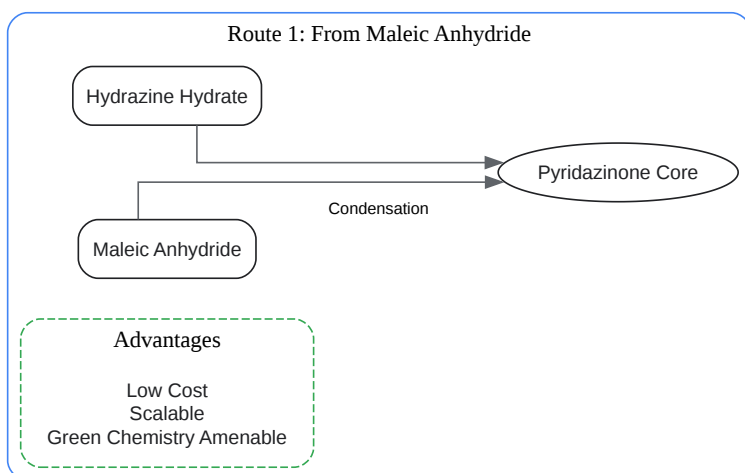 Route 1: From Maleic Anhydride
Hydrazine Hydrate
Pyridazinone Core
Condensation
Maleic Anhydride
Advantages
Low Cost
Scalable
Green Chemistry Amenable